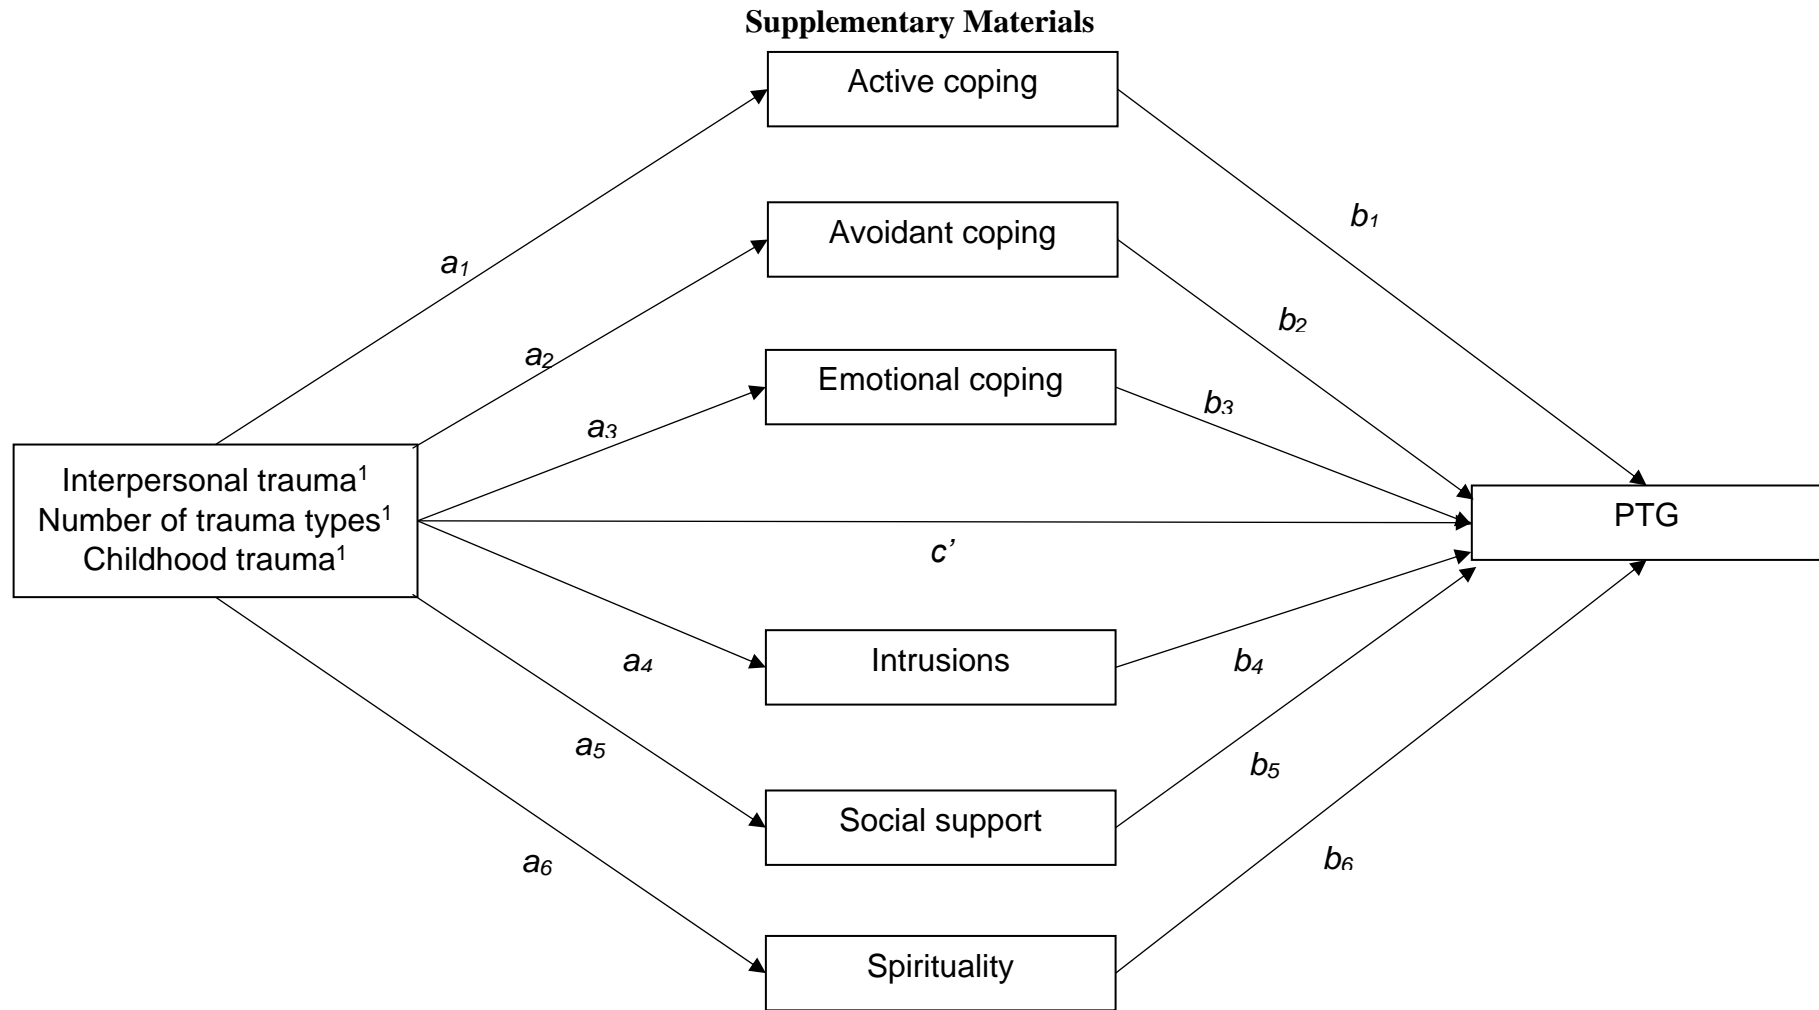 Supplementary Materials
Active coping
b₁
Avoidant coping
a₁
b₂
a₂
Emotional coping
b₃
a₃
Interpersonal trauma¹
Number of trauma types¹
Childhood trauma¹
PTG
c’
Intrusions
a₄
b₄
a₅
b₅
Social support
a₆
b₆
Spirituality